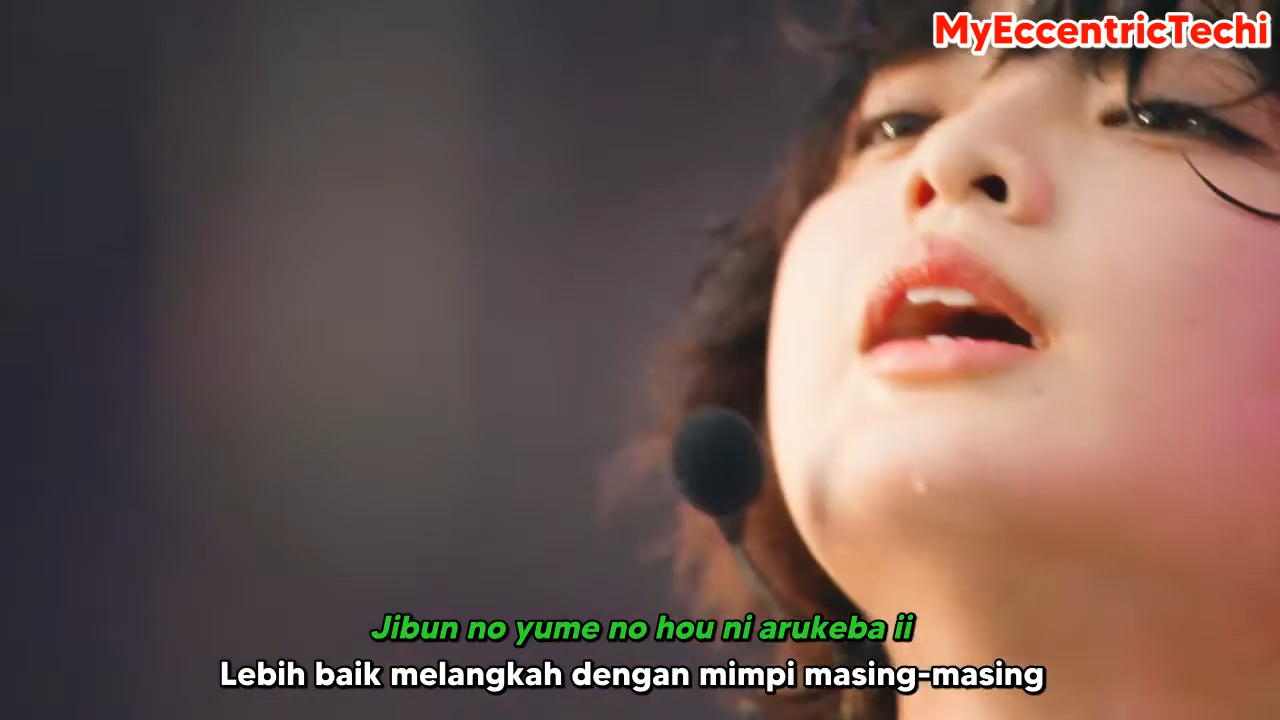 MyEccentricTechi
Jibun no yume no hou ni arukeba ii
Lebih baik melangkah dengan mimpi masing-masing